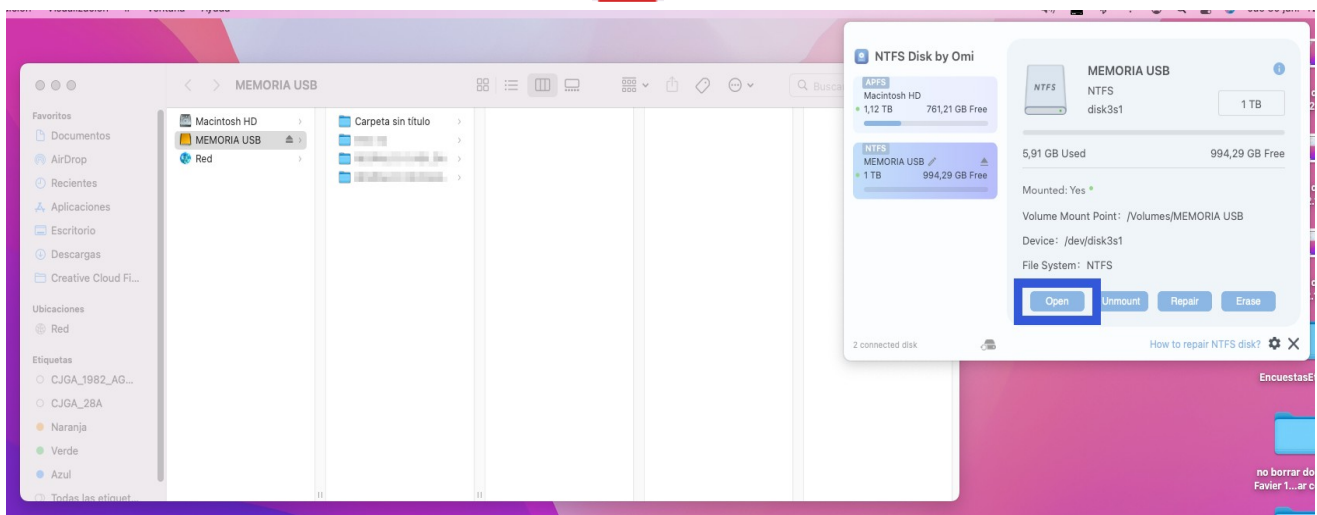 MEMORIA USB
Busca
Favoritos
Documentos
AirDrop
Recientes
Aplicaciones
Escritorio
Descargas
Creative Cloud Fi...
Ubicaciones
Red
Etiquetas
CJGA_1982_AG...
CJGA_28A
Naranja
Verde
Azul
Todas las etiquet...
Macintosh HD
MEMORIA USB
Red
Carpeta sin título
NTFS Disk by Omi
APFS
Macintosh HD
1,12 TB 761,21 GB Free
NTFS
MEMORIA USB
1 TB 994,29 GB Free
2 connected disk
NTFS
MEMORIA USB
NTFS
disk3s1
1 TB
5,91 GB Used 994,29 GB Free
Mounted: Yes
Volume Mount Point: /Volumes/MEMORIA USB
Device: /dev/disk3s1
File System: NTFS
Open Unmount Repair Erase
How to repair NTFS disk?
EncuestasE
no borrar do
Favier 1...ar c